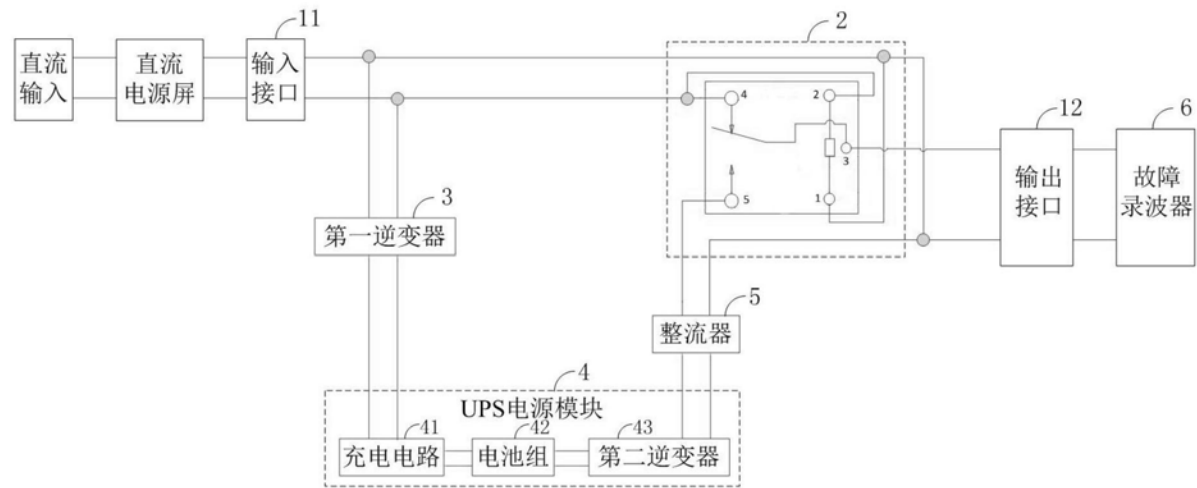 11
2
直流
输入
直流
电源屏
输入
接口
4
2
3
5
1
12
6
输出
接口
故障
录波器
3
第一逆变器
5
整流器
4
UPS电源模块
41
42
43
充电电路
电池组
第二逆变器